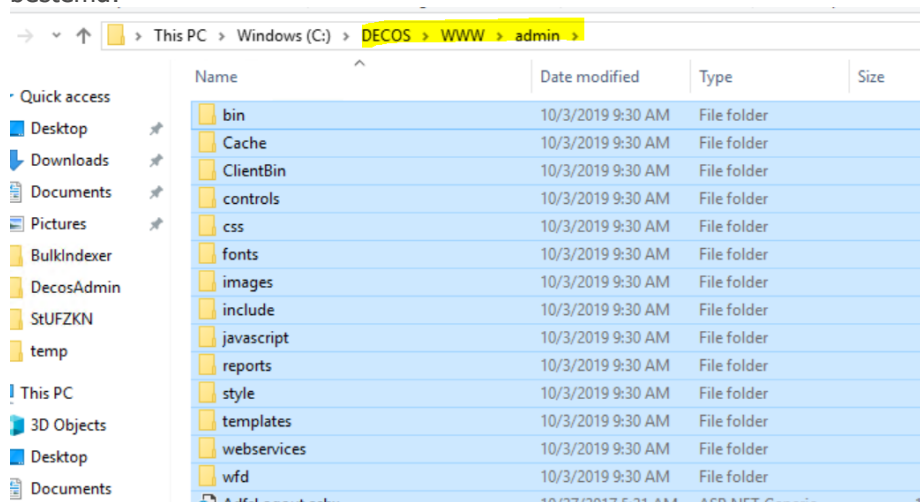 This PC > Windows (C:) > DECOS > WWW > admin >
Name Date modified Type Size
Quick access
Desktop
Downloads
Documents
Pictures
BulkIndexer
DecosAdmin
StUFZKN
temp
This PC
3D Objects
Desktop
Documents
bin 10/3/2019 9:30 AM File folder
Cache 10/3/2019 9:30 AM File folder
ClientBin 10/3/2019 9:30 AM File folder
controls 10/3/2019 9:30 AM File folder
css 10/3/2019 9:30 AM File folder
fonts 10/3/2019 9:30 AM File folder
images 10/3/2019 9:30 AM File folder
include 10/3/2019 9:30 AM File folder
javascript 10/3/2019 9:30 AM File folder
reports 10/3/2019 9:30 AM File folder
style 10/3/2019 9:30 AM File folder
templates 10/3/2019 9:30 AM File folder
webservices 10/3/2019 9:30 AM File folder
wfd 10/3/2019 9:30 AM File folder